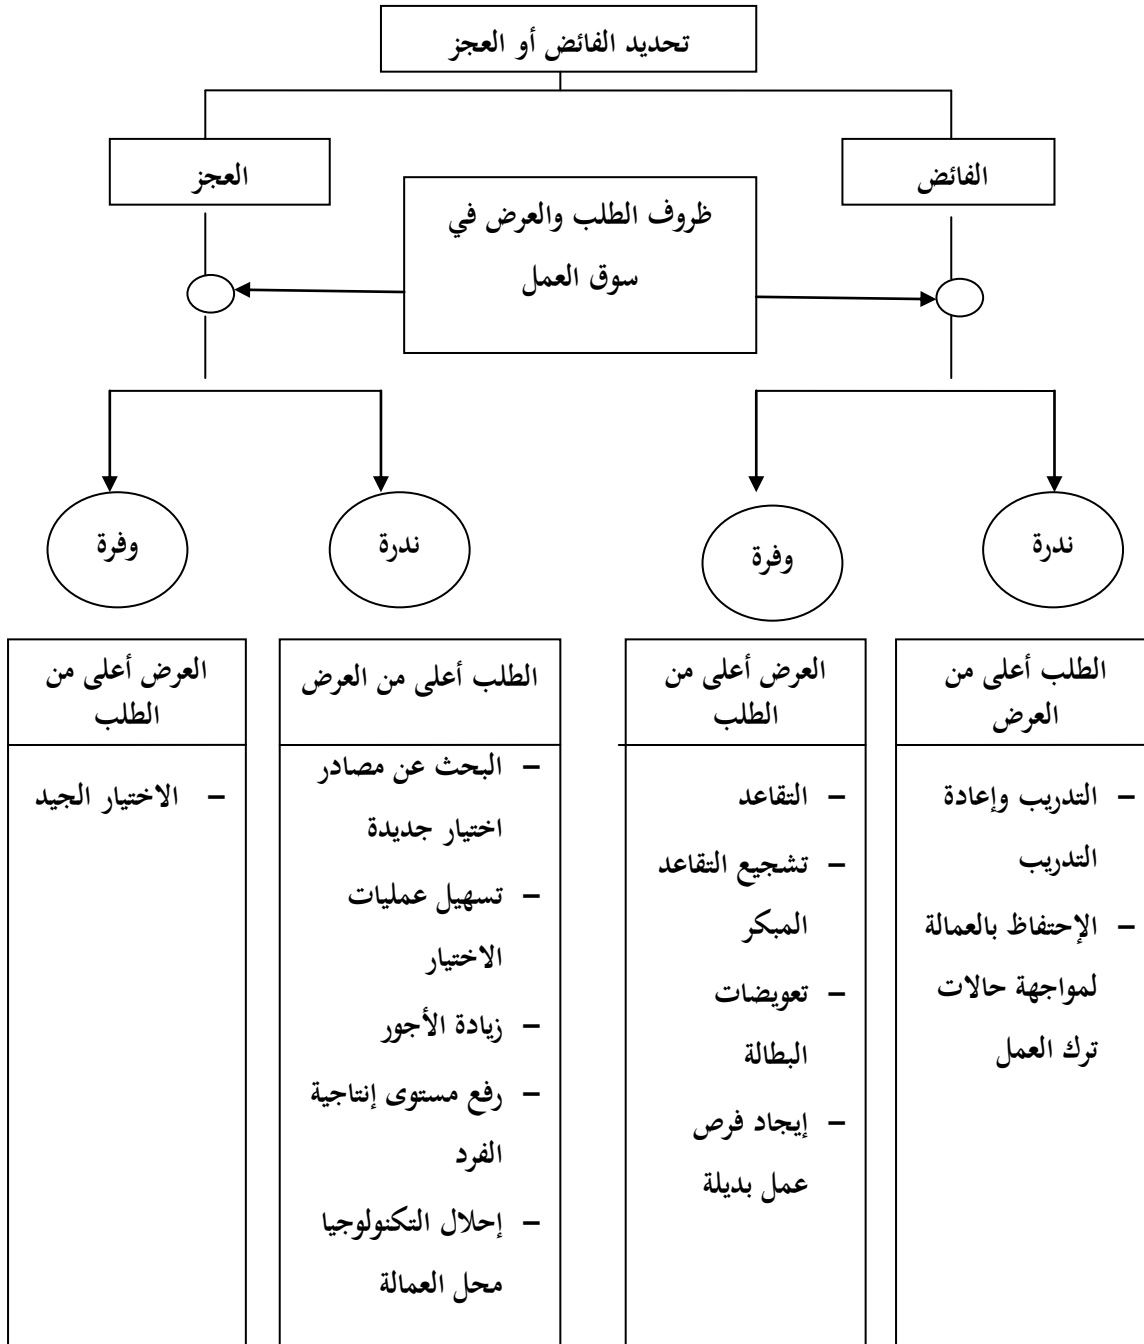 تحديد الفائض أو العجز
الفائض
العجز
ظروف الطلب والعرض في
سوق العمل
ندرة
وفرة
ندرة
وفرة
الطلب أعلى من
العرض
– التدريب وإعادة
التدريب
– الإحتفاظ بالعمالة
لمواجهة حالات
ترك العمل
العرض أعلى من
الطلب
– التقاعد
– تشجيع التقاعد
المبكر
– تعويضات
البطالة
– إيجاد فرص
عمل بديلة
الطلب أعلى من العرض
– البحث عن مصادر
اختيار جديدة
– تسهيل عمليات
الاختيار
– زيادة الأجور
– رفع مستوى إنتاجية
الفرد
– إحلال التكنولوجيا
محل العمالة
العرض أعلى من
الطلب
– الاختيار الجيد